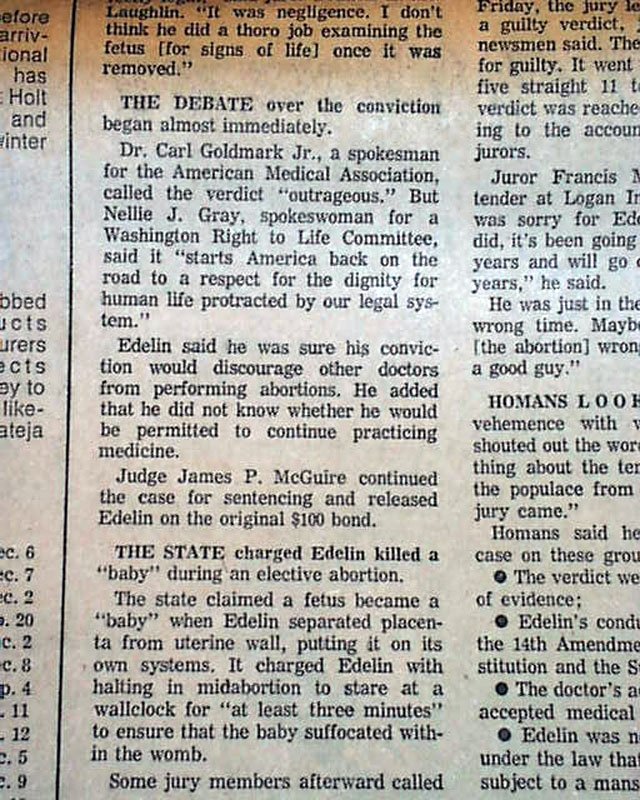 efore
arriv-
ional
has
Holt
and
winter
bbed
ucts
urers
ects
ey to
like-
ateja
ec. 6
ec. 7
ec. 2
p. 20
c. 2
ec. 8
p. 4
. 11
. 12
c. 5
c. 9
Laughlin. “It was negligence. I don't
think he did a thoro job examining the
fetus [for signs of life] once it was
removed.”
THE DEBATE over the conviction
began almost immediately.
Dr. Carl Goldmark Jr., a spokesman
for the American Medical Association,
called the verdict “outrageous.” But
Nellie J. Gray, spokeswoman for a
Washington Right to Life Committee,
said it “starts America back on the
road to a respect for the dignity for
human life protracted by our legal sys-
tem.”
Edelin said he was sure his convic-
tion would discourage other doctors
from performing abortions. He added
that he did not know whether he would
be permitted to continue practicing
medicine.
Judge James P. McGuire continued
the case for sentencing and released
Edelin on the original $100 bond.
THE STATE charged Edelin killed a
“baby” during an elective abortion.
The state claimed a fetus became a
“baby” when Edelin separated placen-
ta from uterine wall, putting it on its
own systems. It charged Edelin with
halting in midabortion to stare at a
wallclock for “at least three minutes”
to ensure that the baby suffocated with-
in the womb.
Some jury members afterward called
Friday, the jury le
a guilty verdict,
newsmen said. The
for guilty. It went
five straight 11 t
verdict was reache
ing to the accoun
jurors.
Juror Francis M
tender at Logan In
was sorry for Ede
did, it's been going
years and will go
years,” he said.
He was just in the
wrong time. Mayb
[the abortion] wron
a good guy.”
HOMANS LOOK
vehemence with v
shouted out the wor
thing about the ter
the populace from
jury came.”
Homans said he
case on these grou
● The verdict we
of evidence;
● Edelin's condu
the 14th Amendme
stitution and the S
● The doctor's a
accepted medical
● Edelin was n
under the law that
subject to a mans